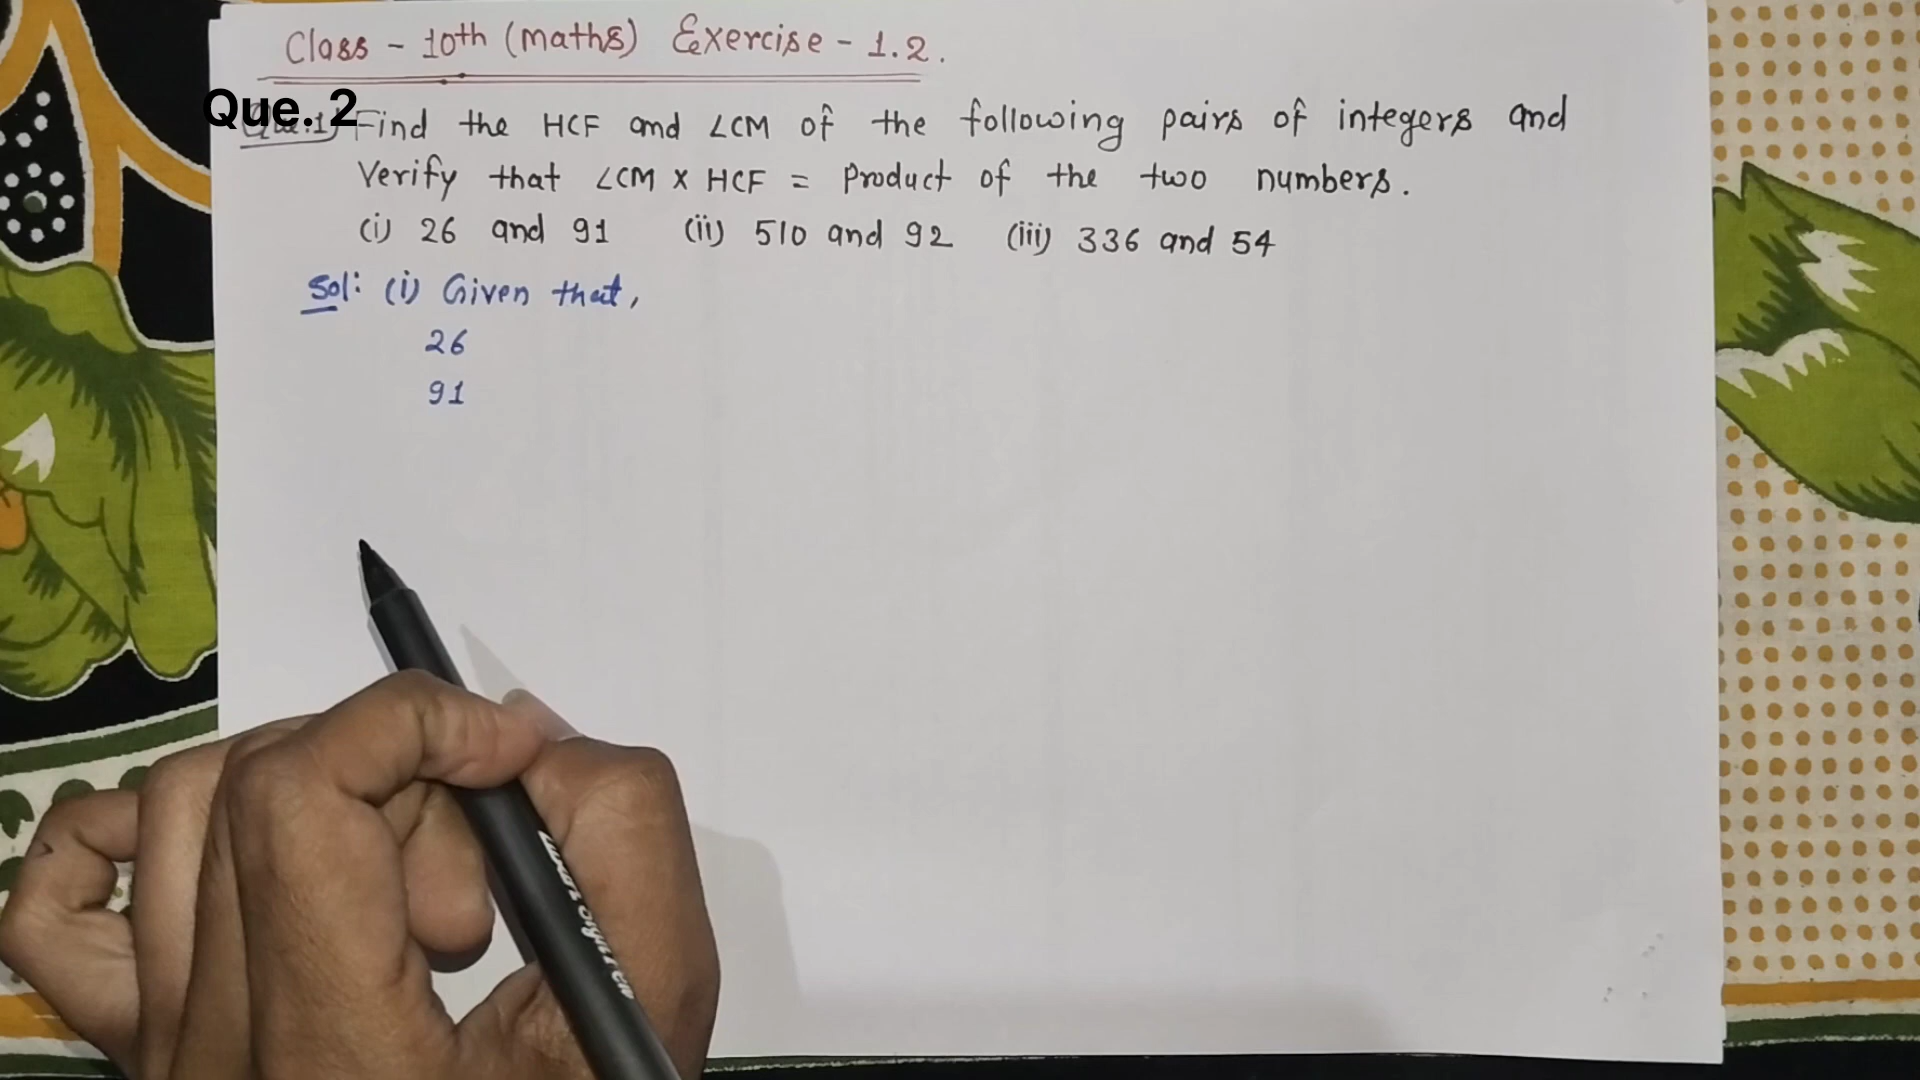 Class - 10th (maths) Exercise - 1.2.
Que. 2 Find the HCF and LCM of the following pairs of integers and
Verify that LCM X HCF = Product of the two numbers.
(i) 26 and 91 (ii) 510 and 92 (iii) 336 and 54
Sol: (i) Given that,
26
91